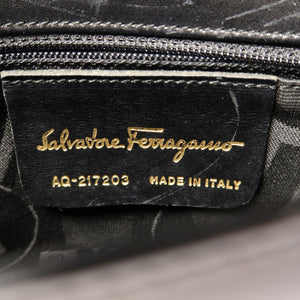 Salvatore Ferragamo
AQ-217203 MADE IN ITALY